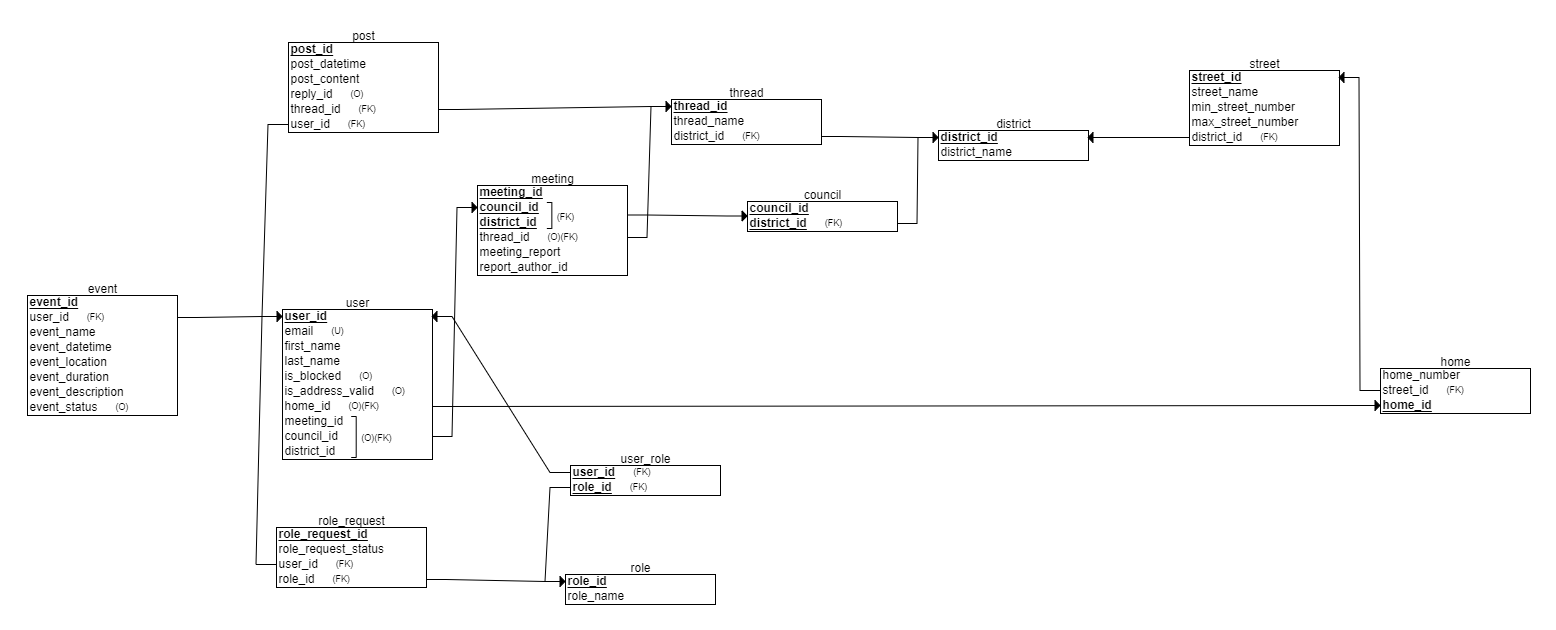 post
post_id
post_datetime
post_content
reply_id (O)
thread_id (FK)
user_id (FK)
thread
thread_id
thread_name
district_id (FK)
district
district_id
district_name
street
street_id
street_name
min_street_number
max_street_number
district_id (FK)
meeting
meeting_id
council_id
district_id
(FK)
thread_id (O)(FK)
meeting_report
report_author_id
council
council_id
district_id (FK)
event
event_id
user_id (FK)
event_name
event_datetime
event_location
event_duration
event_description
event_status (O)
user
user_id
email (U)
first_name
last_name
is_blocked (O)
is_address_valid (O)
home_id (O)(FK)
meeting_id
council_id
district_id
(O)(FK)
home
home_number
street_id (FK)
home_id
user_role
user_id (FK)
role_id (FK)
role_request
role_request_id
role_request_status
user_id (FK)
role_id (FK)
role
role_id
role_name